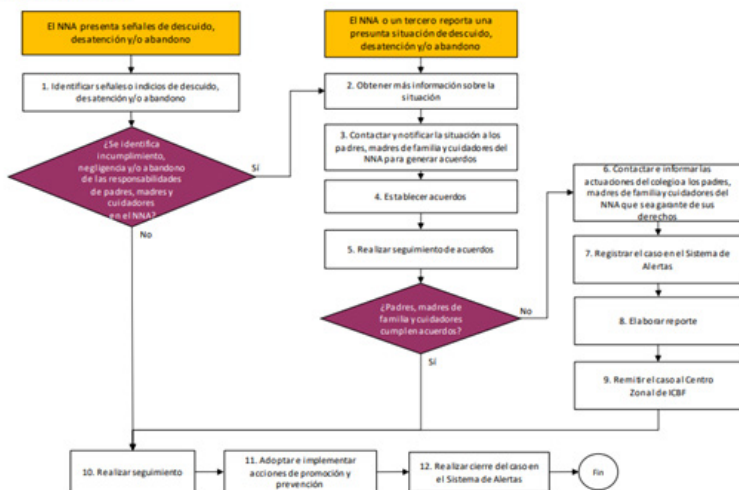 El NNA presenta señales de descuido,
desatención y/o abandono
El NNA o un tercero reporta una
presunta situación de descuido,
desatención y/o abandono
1. Identificar señales o indicios de descuido,
desatención y/o abandono
2. Obtener más información sobre la
situación
¿Se identifica
incumplimiento,
negligencia y/o abandono
de las responsabilidades
de padres, madres y
cuidadores
en el NNA?
Sí
No
3. Contactar y notificar la situación a los
padres, madres de familia y cuidadores del
NNA para generar acuerdos
4. Establecer acuerdos
5. Realizar seguimiento de acuerdos
¿Padres, madres de
familia y cuidadores
cumplen acuerdos?
No
Sí
6. Contactar e informar las
actuaciones del colegio a los padres,
madres de familia y cuidadores del
NNA que sea garante de sus
derechos
7. Registrar el caso en el Sistema de
Alertas
8. Elaborar reporte
9. Remitir el caso al Centro
Zonal de ICBF
10. Realizar seguimiento
11. Adoptar e implementar
acciones de promoción y
prevención
12. Realizar cierre del caso en
el Sistema de Alertas
Fin